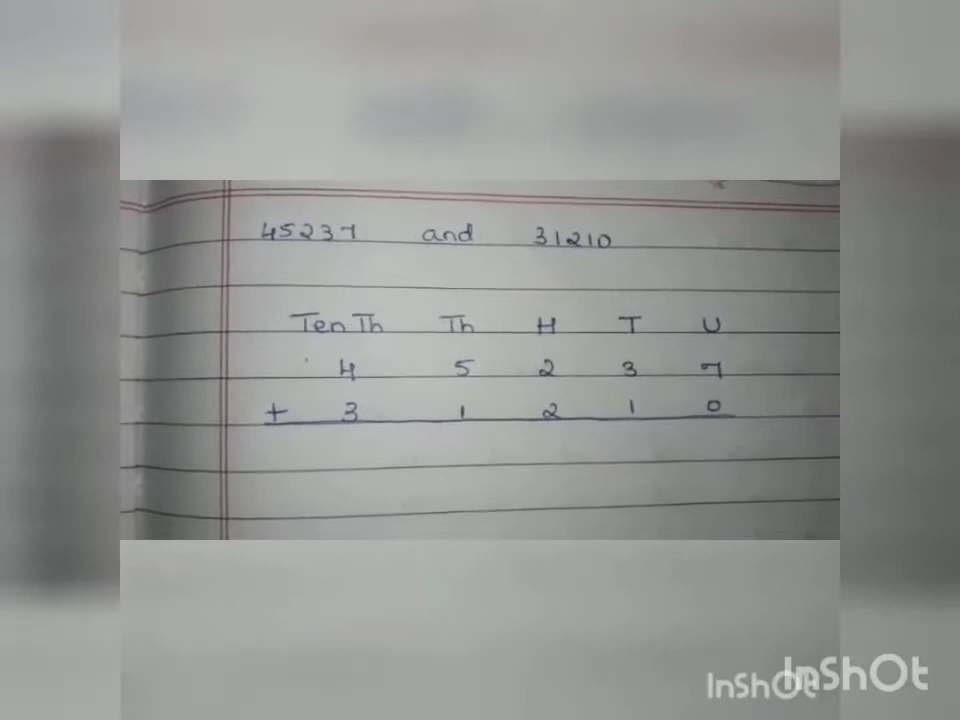 45237 and 31210
Ten Th Th H T U
4 5 2 3 7
+ 3 1 2 1 0
InShOt
InShOt